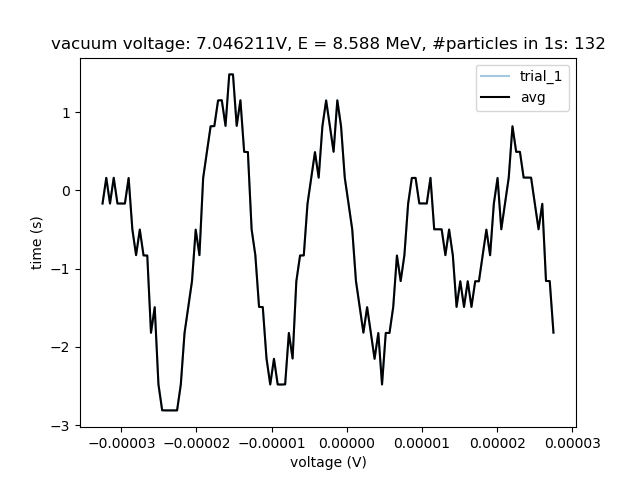 vacuum voltage: 7.046211V, E = 8.588 MeV, #particles in 1s: 132
trial_1
avg
1
0
−1
−2
−3
time (s)
−0.00003 −0.00002 −0.00001 0.00000 0.00001 0.00002 0.00003
voltage (V)